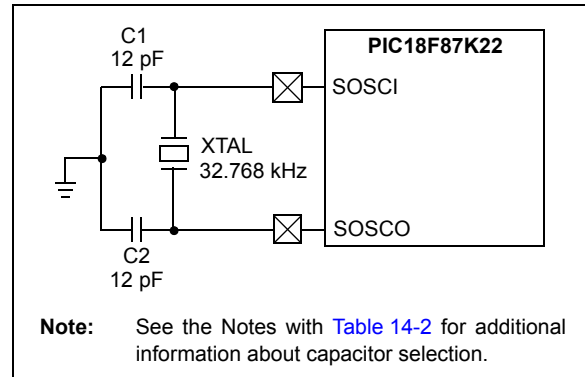 C1
12 pF
PIC18F87K22
SOSCI
XTAL
32.768 kHz
SOSCO
C2
12 pF
Note: See the Notes with Table 14-2 for additional
information about capacitor selection.